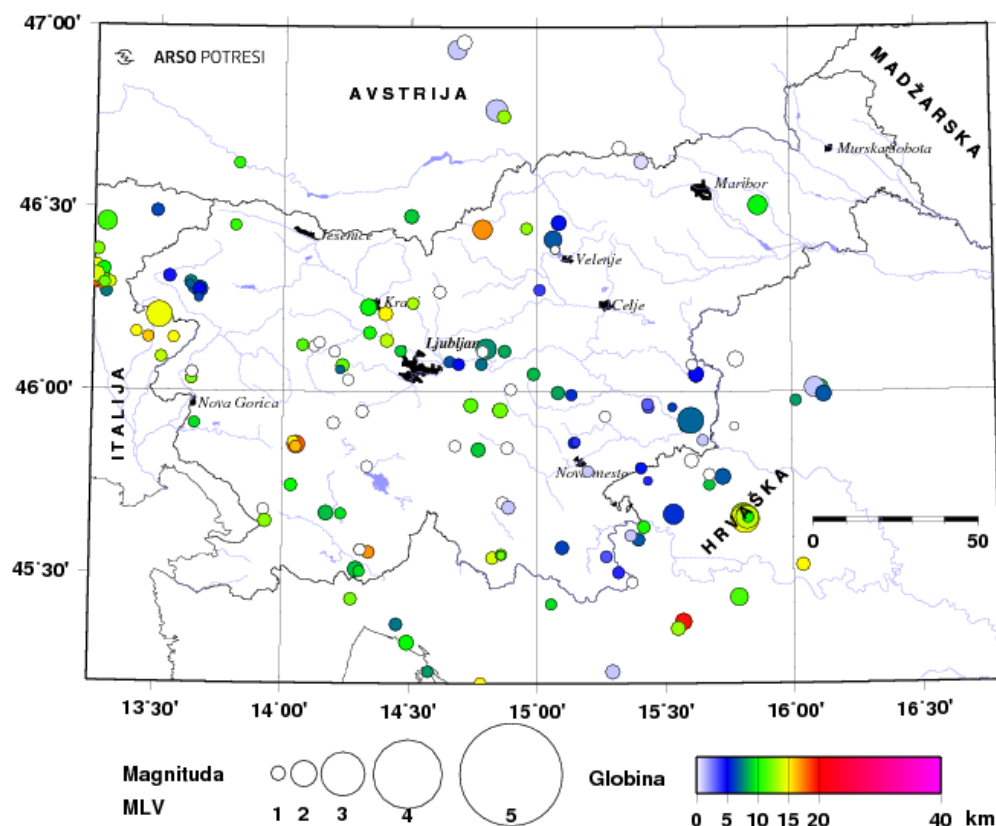 47°00'
ARSO POTRESI
AVSTRIJA
MADŽARSKA
Murska Sobota
Maribor
46°30'
Jesenice
Velenje
Kranj
Celje
Ljubljana
46°00'
ITALIJA
Nova Gorica
Novo mesto
HRVAŠKA
0 50
45°30'
13°30' 14°00' 14°30' 15°00' 15°30' 16°00' 16°30'
Magnituda
MLV
1 2 3 4 5
Globina
0 5 10 15 20 40 km